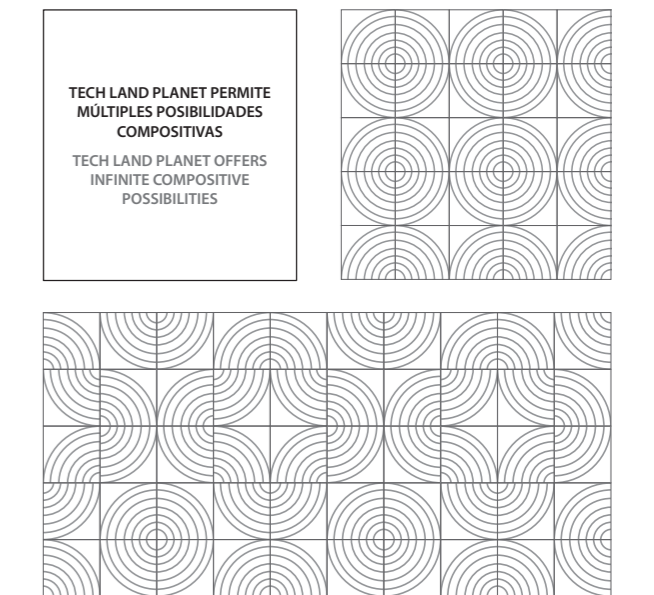 TECH LAND PLANET PERMITE
MÚLTIPLES POSIBILIDADES
COMPOSITIVAS
TECH LAND PLANET OFFERS
INFINITE COMPOSITIVE
POSSIBILITIES